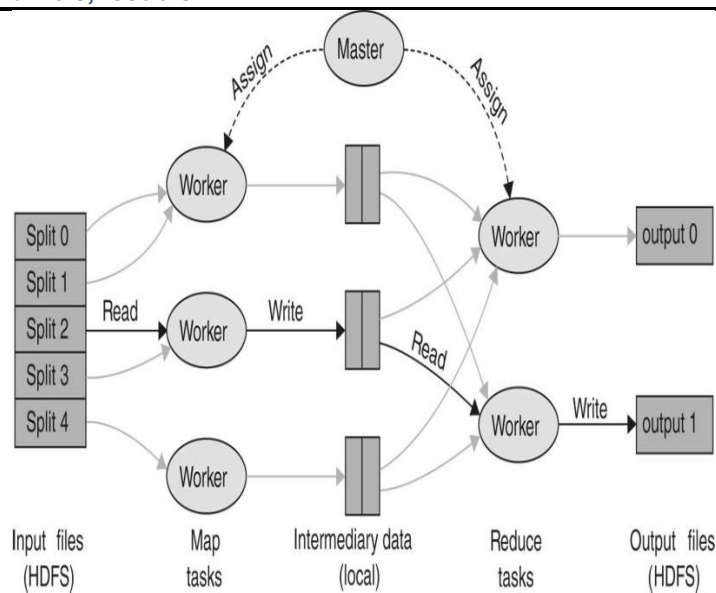 Master
Assign
Assign
Worker
Split 0
Split 1
Split 2
Split 3
Split 4
Read
Worker
Write
Worker
Read
Worker
Worker
Write
output 0
output 1
Input files
(HDFS)
Map
tasks
Intermediary data
(local)
Reduce
tasks
Output files
(HDFS)